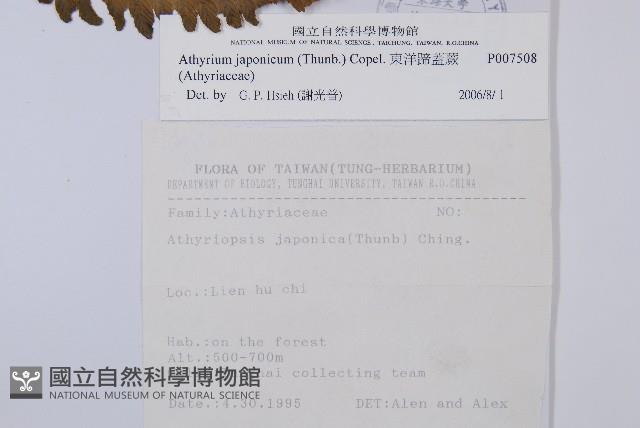 國立自然科學博物館
NATIONAL MUSEUM OF NATURAL SCIENCE, TAICHUNG, TAIWAN, R.O.CHINA
Athyrium japonicum (Thunb.) Copel. 東洋蹄蓋蕨 P007508
(Athyriaceae)
Det. by G. P. Hsieh (謝光普) 2006/8/1
FLORA OF TAIWAN(TUNG-HERBARIUM)
DEPARTMENT OF BIOLOGY, TUNGHAI UNIVERSITY, TAIWAN R.O.CHINA
Family:Athyriaceae NO:
Athyriopsis japonica(Thunb) Ching.
Loc.:Lien hu chi
Hab.:on the forest
Alt.:500-700m
collecting team
Date.:4.30.1995 DET:Alen and Alex
國立自然科學博物館
NATIONAL MUSEUM OF NATURAL SCIENCE